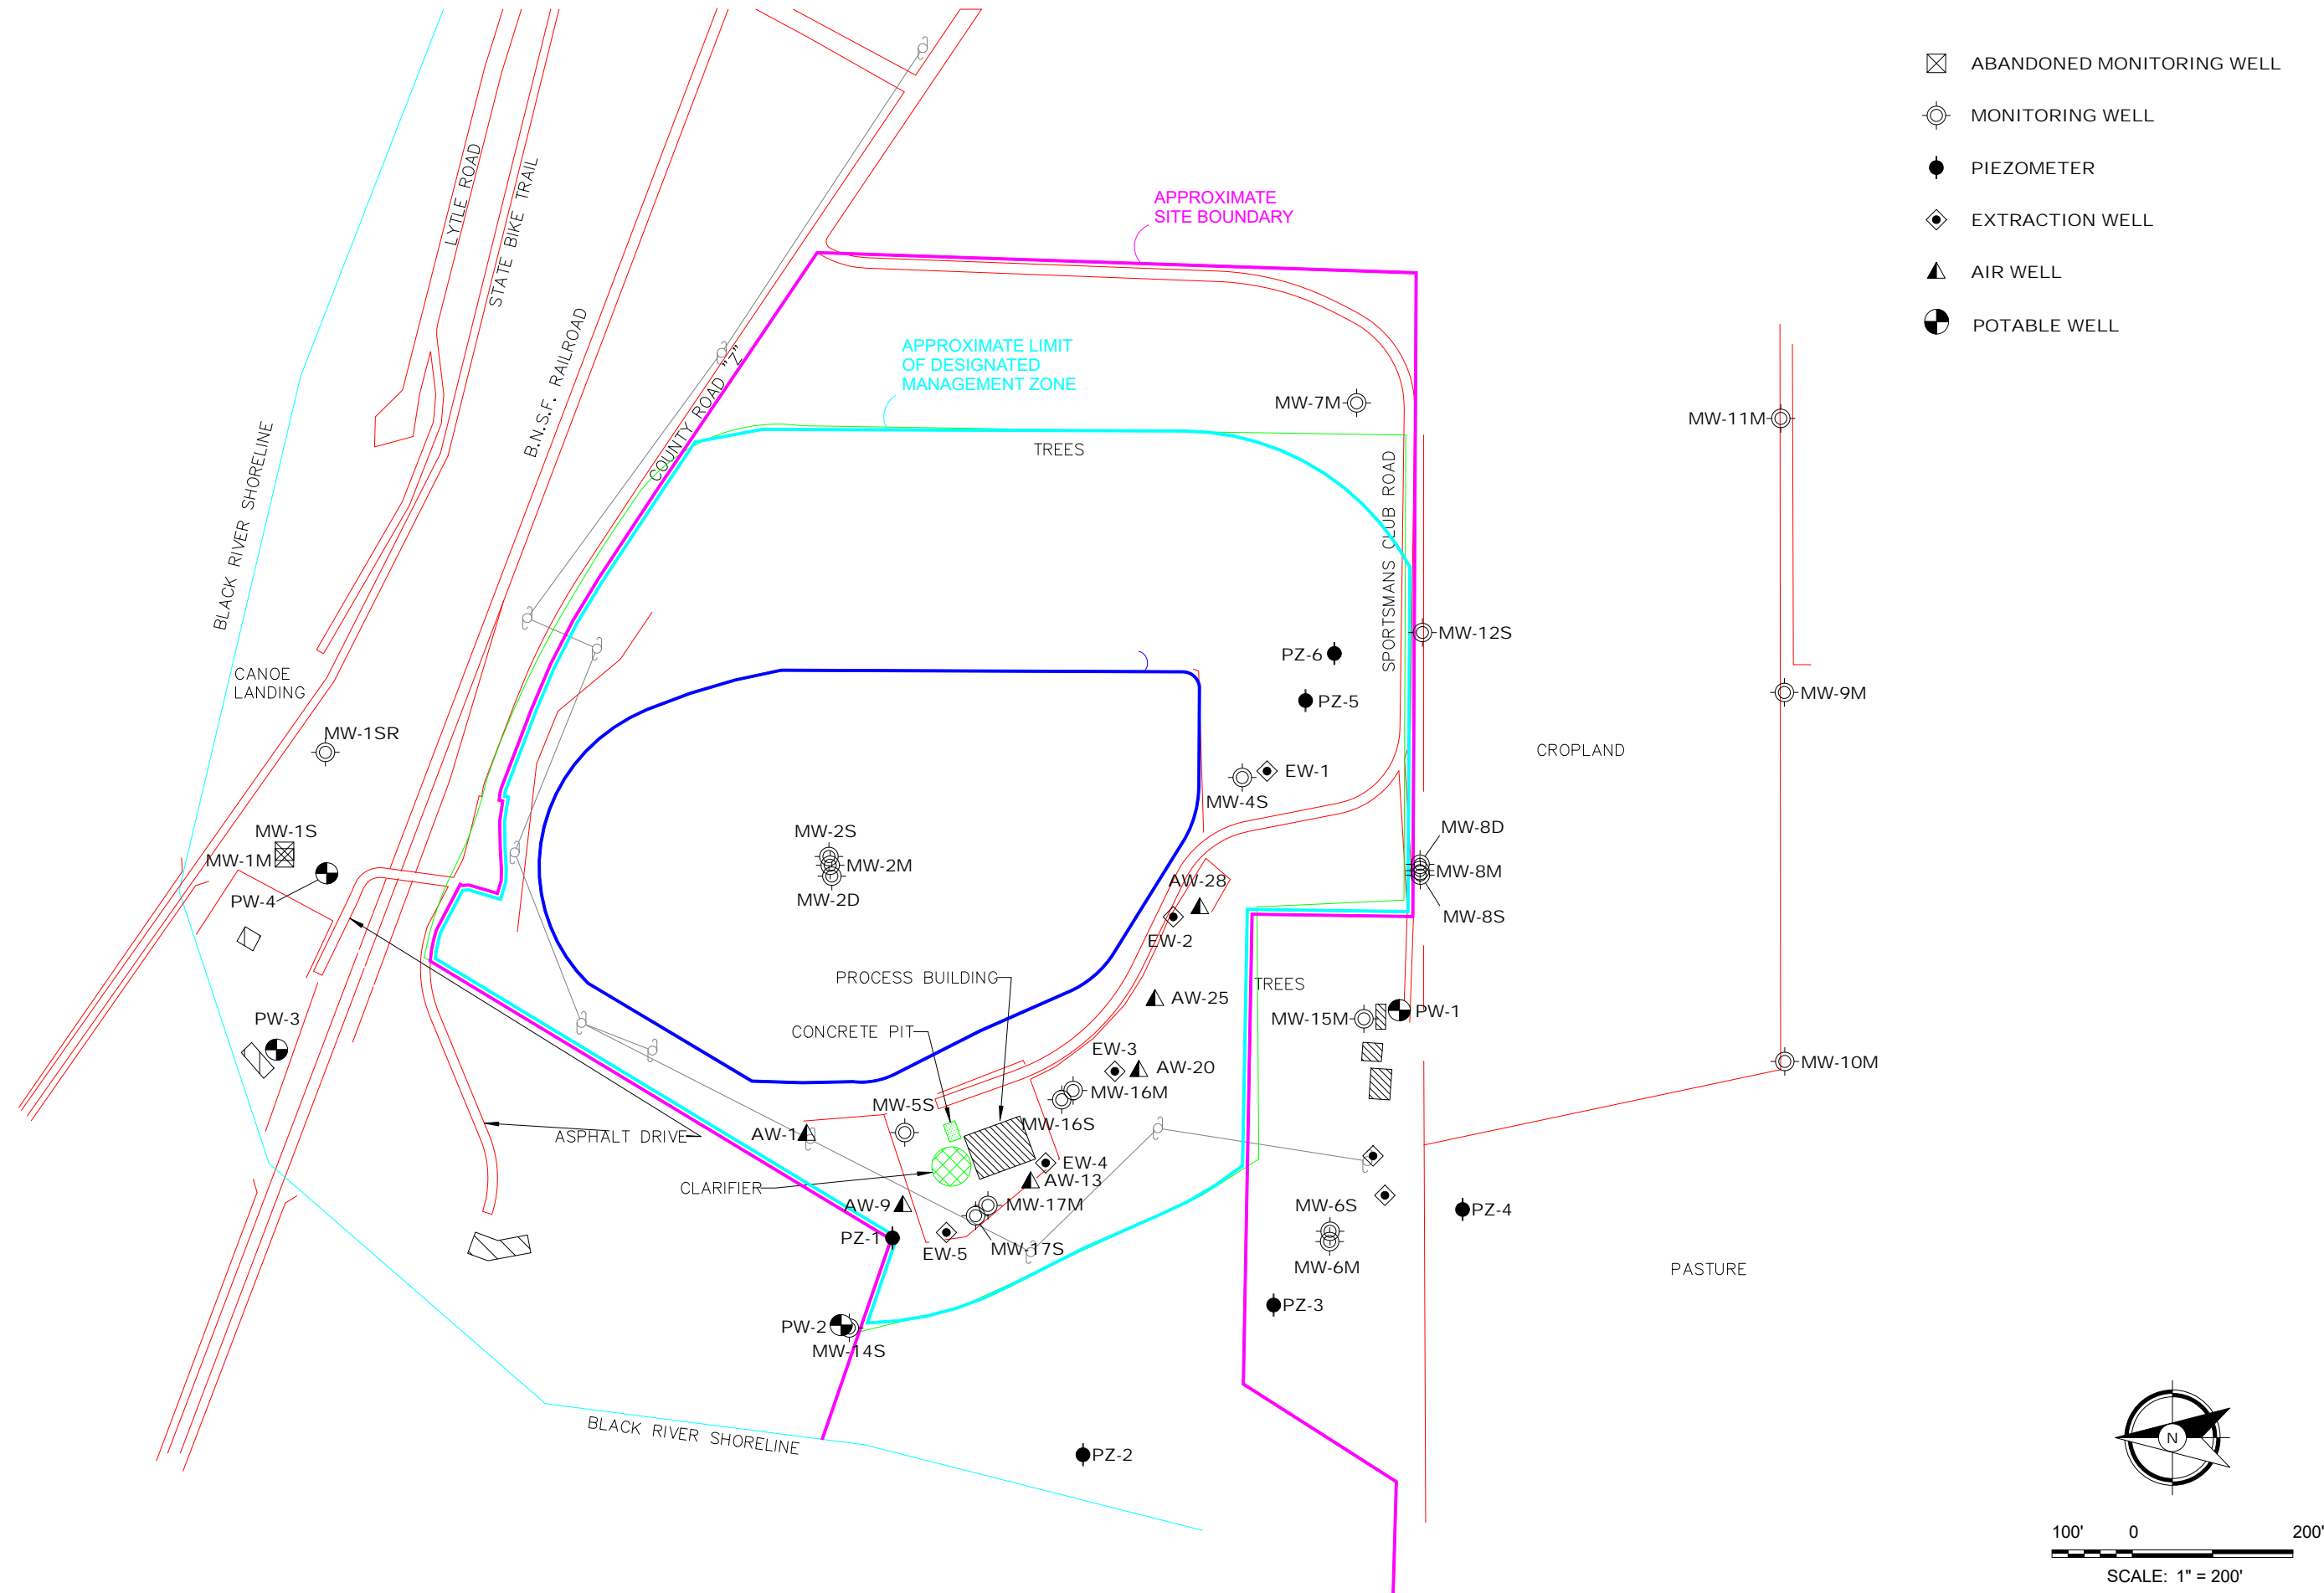 ABANDONED MONITORING WELL
MONITORING WELL
PIEZOMETER
EXTRACTION WELL
AIR WELL
POTABLE WELL
APPROXIMATE
SITE BOUNDARY
APPROXIMATE LIMIT
OF DESIGNATED
MANAGEMENT ZONE
LYTLE ROAD
STATE BIKE TRAIL
B.N.S.F. RAILROAD
COUNTY ROAD "Z"
BLACK RIVER SHORELINE
TREES
SPORTSMANS CLUB ROAD
MW-7M
MW-11M
MW-12S
PZ-6
PZ-5
MW-9M
CANOE
LANDING
MW-1SR
CROPLAND
EW-1
MW-4S
MW-1S
MW-1M
PW-4
MW-2S
MW-2M
MW-2D
MW-8D
MW-8M
MW-8S
AW-28
EW-2
PROCESS BUILDING
TREES
AW-25
PW-3
CONCRETE PIT
MW-15M
PW-1
EW-3
AW-20
MW-10M
MW-16M
MW-5S
MW-16S
AW-1
ASPHALT DRIVE
EW-4
AW-13
CLARIFIER
AW-9
MW-17M
MW-6S
PZ-4
PZ-1
EW-5
MW-17S
MW-6M
PASTURE
PZ-3
PW-2
MW-14S
BLACK RIVER SHORELINE
PZ-2
N
100' 0 200'
SCALE: 1" = 200'